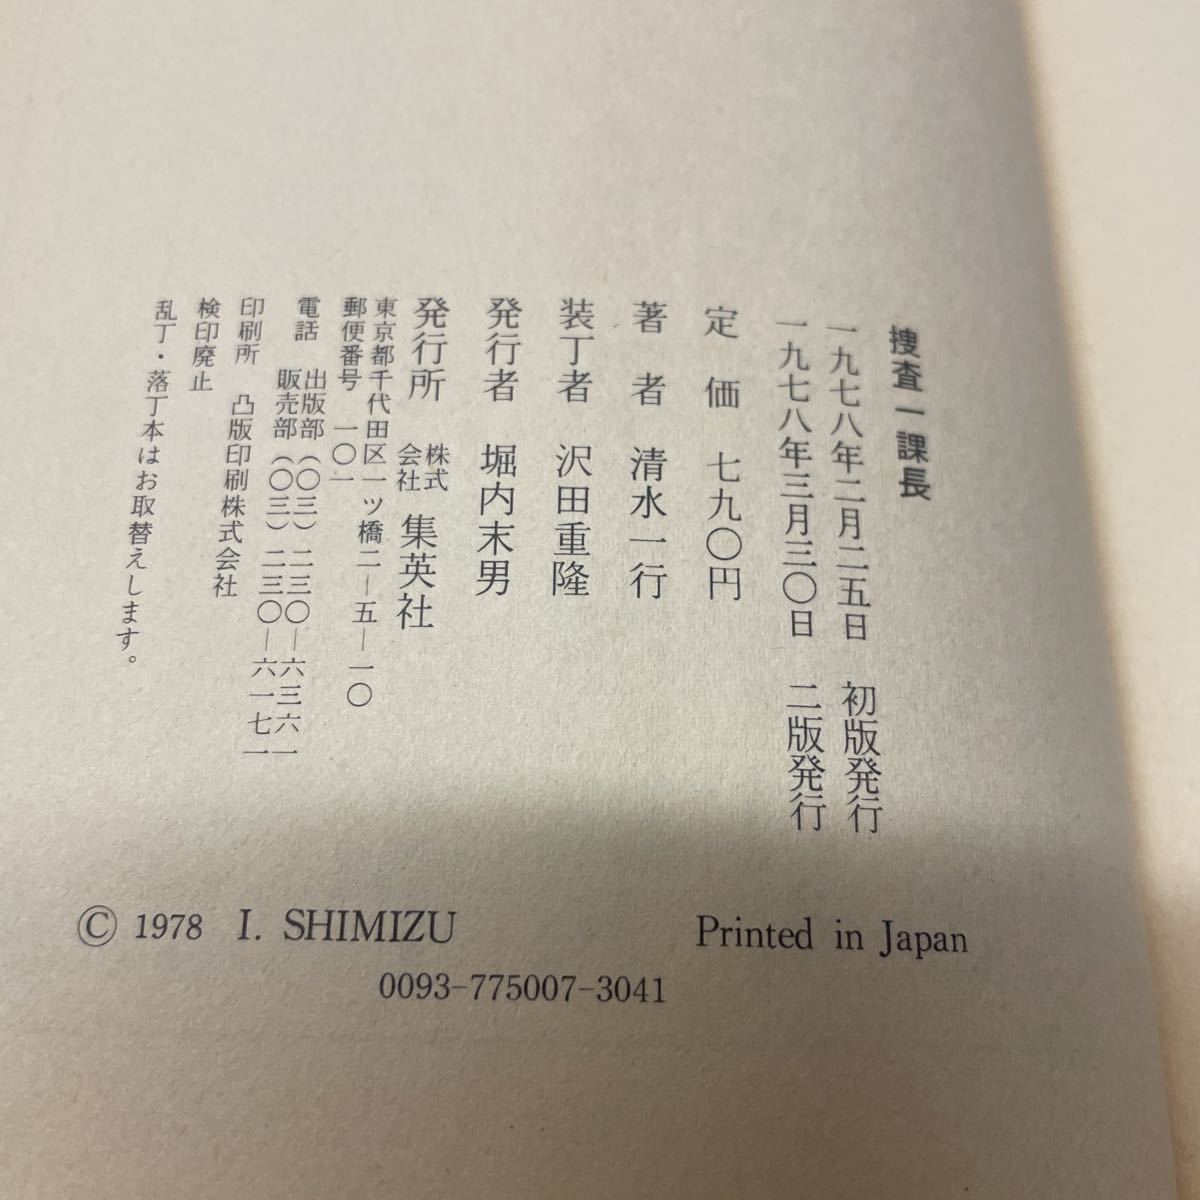 捜査一課長
一九七八年二月二五日　初版発行
一九七八年三月三〇日　二版発行
定　価　七九〇円
著　者　清水一行
装丁者　沢田重隆
発行者　堀内末男
発行所　株式会社　集英社
東京都千代田区一ツ橋二―五―一〇
郵便番号　一〇一
電話　出版部（〇三）二三〇―六三六一
販売部（〇三）二三〇―六一七一
印刷所　凸版印刷株式会社
検印廃止
乱丁・落丁本はお取替えします。
© 1978 I. SHIMIZU　Printed in Japan
0093-775007-3041